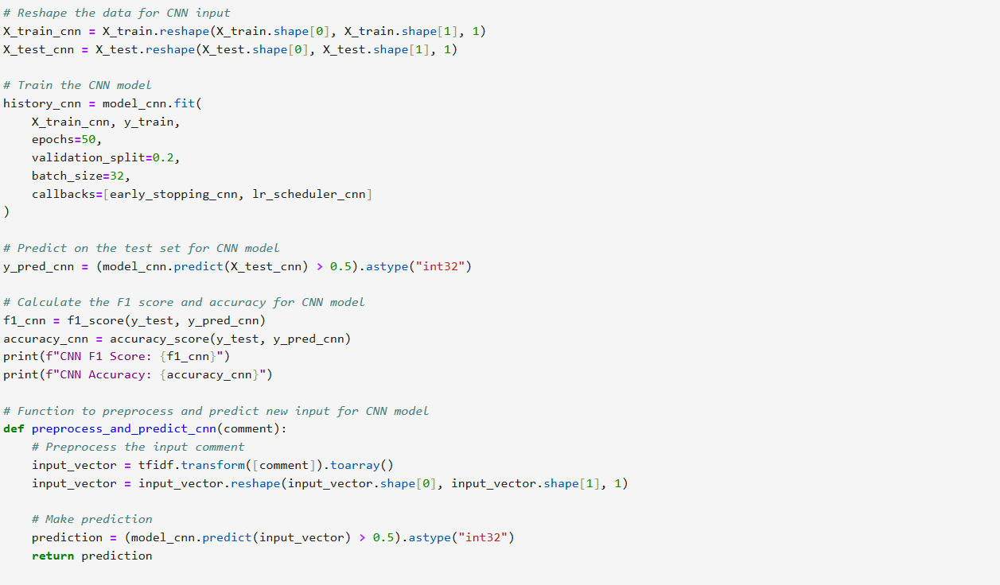 # Reshape the data for CNN input
X_train_cnn = X_train.reshape(X_train.shape[0], X_train.shape[1], 1)
X_test_cnn = X_test.reshape(X_test.shape[0], X_test.shape[1], 1)

# Train the CNN model
history_cnn = model_cnn.fit(
    X_train_cnn, y_train,
    epochs=50,
    validation_split=0.2,
    batch_size=32,
    callbacks=[early_stopping_cnn, lr_scheduler_cnn]
)

# Predict on the test set for CNN model
y_pred_cnn = (model_cnn.predict(X_test_cnn) > 0.5).astype("int32")

# Calculate the F1 score and accuracy for CNN model
f1_cnn = f1_score(y_test, y_pred_cnn)
accuracy_cnn = accuracy_score(y_test, y_pred_cnn)
print(f"CNN F1 Score: {f1_cnn}")
print(f"CNN Accuracy: {accuracy_cnn}")

# Function to preprocess and predict new input for CNN model
def preprocess_and_predict_cnn(comment):
    # Preprocess the input comment
    input_vector = tfidf.transform([comment]).toarray()
    input_vector = input_vector.reshape(input_vector.shape[0], input_vector.shape[1], 1)

    # Make prediction
    prediction = (model_cnn.predict(input_vector) > 0.5).astype("int32")
    return prediction